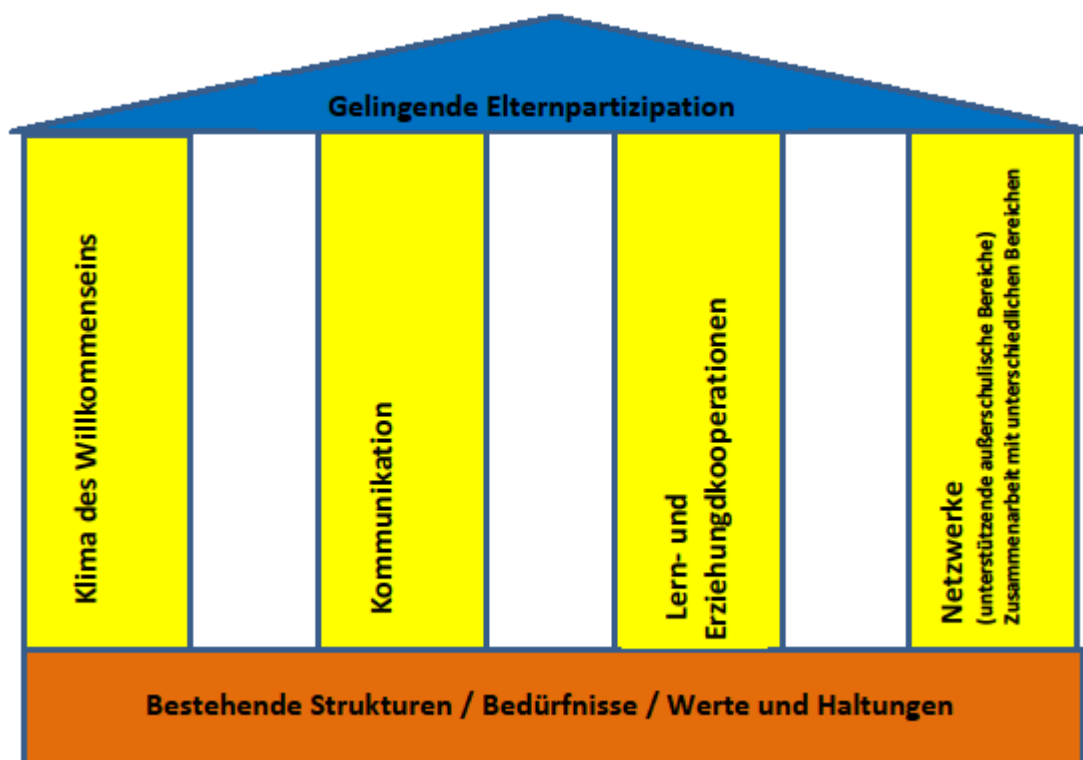 Gelingende Elternpartizipation
Klima des Willkommenseins
Kommunikation
Lern- und
Erziehungdkooperationen
Netzwerke
(unterstützende außerschulische Bereiche)
Zusammenarbeit mit unterschiedlichen Bereichen
Bestehende Strukturen / Bedürfnisse / Werte und Haltungen